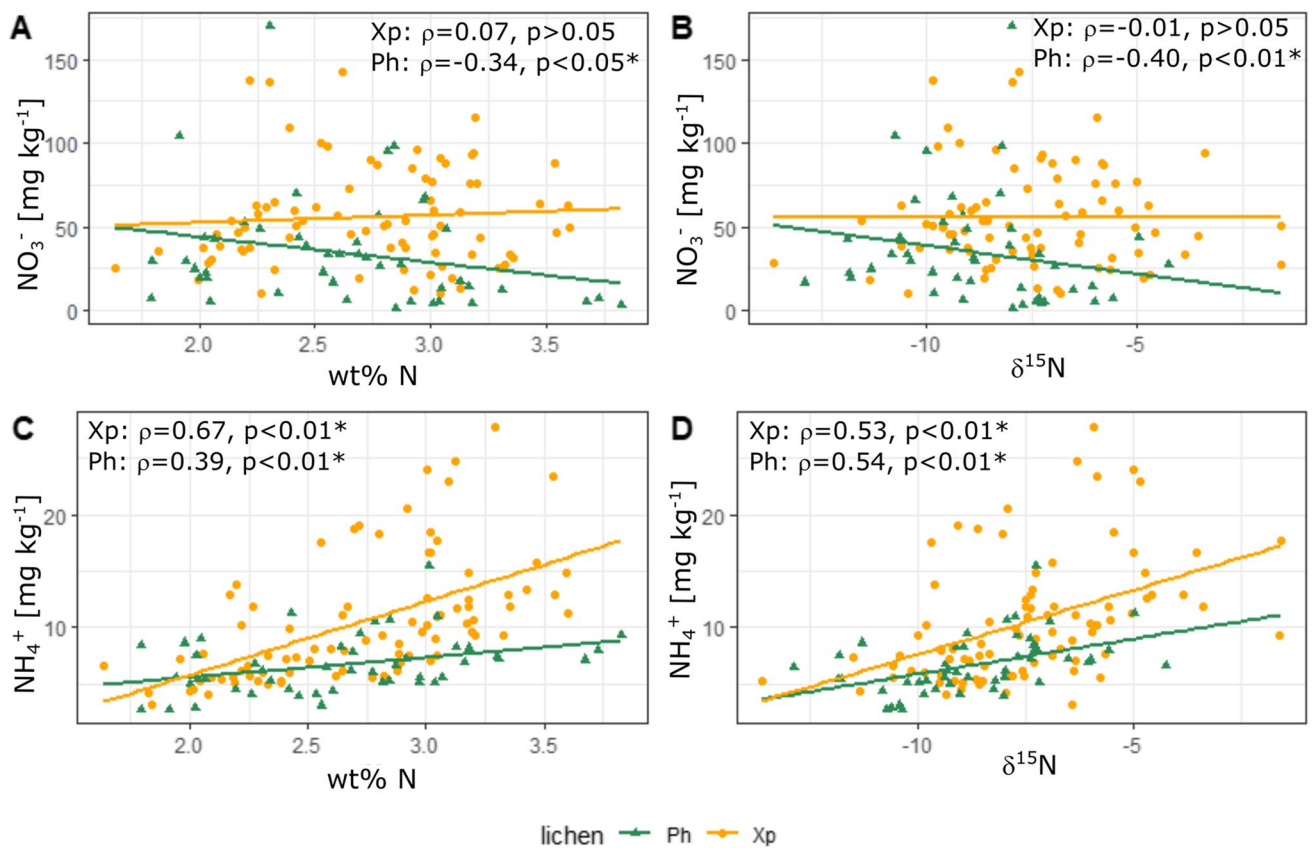 A
Xp: ρ=0.07, p>0.05
Ph: ρ=-0.34, p<0.05*
NO₃⁻ [mg kg⁻¹]
150
100
50
0
2.0 2.5 3.0 3.5
wt% N
B
Xp: ρ=-0.01, p>0.05
Ph: ρ=-0.40, p<0.01*
NO₃⁻ [mg kg⁻¹]
150
100
50
0
-10 -5
δ¹⁵N
C
Xp: ρ=0.67, p<0.01*
Ph: ρ=0.39, p<0.01*
NH₄⁺ [mg kg⁻¹]
20
10
2.0 2.5 3.0 3.5
wt% N
D
Xp: ρ=0.53, p<0.01*
Ph: ρ=0.54, p<0.01*
NH₄⁺ [mg kg⁻¹]
20
10
-10 -5
δ¹⁵N
lichen Ph Xp